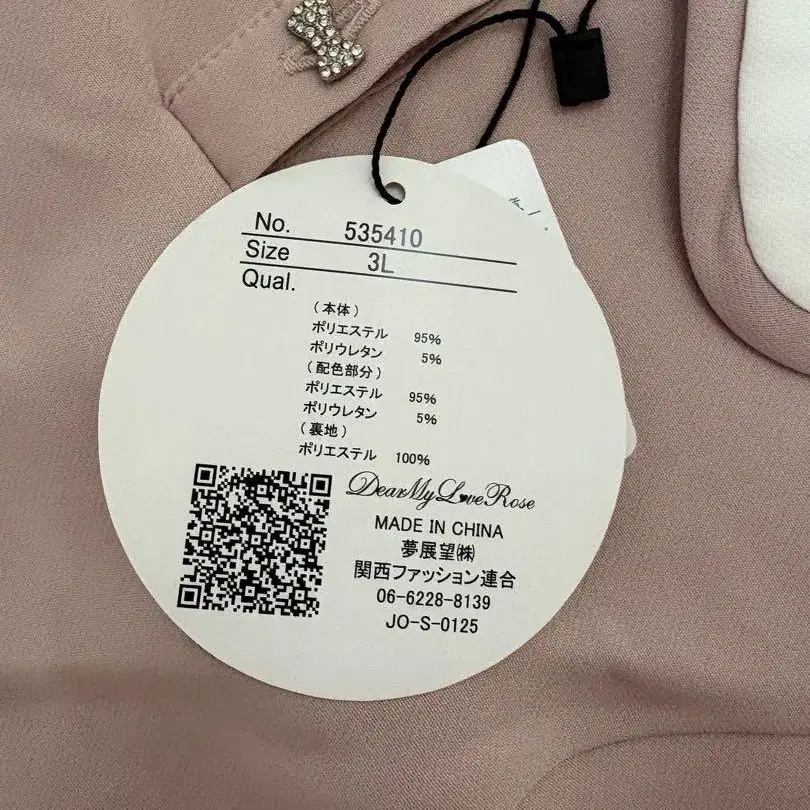 No. 535410
Size 3L
Qual.
(本体)
ポリエステル 95%
ポリウレタン 5%
(配色部分)
ポリエステル 95%
ポリウレタン 5%
(裏地)
ポリエステル 100%
DearMyLoveRose
MADE IN CHINA
夢展望㈱
関西ファッション連合
06-6228-8139
JO-S-0125